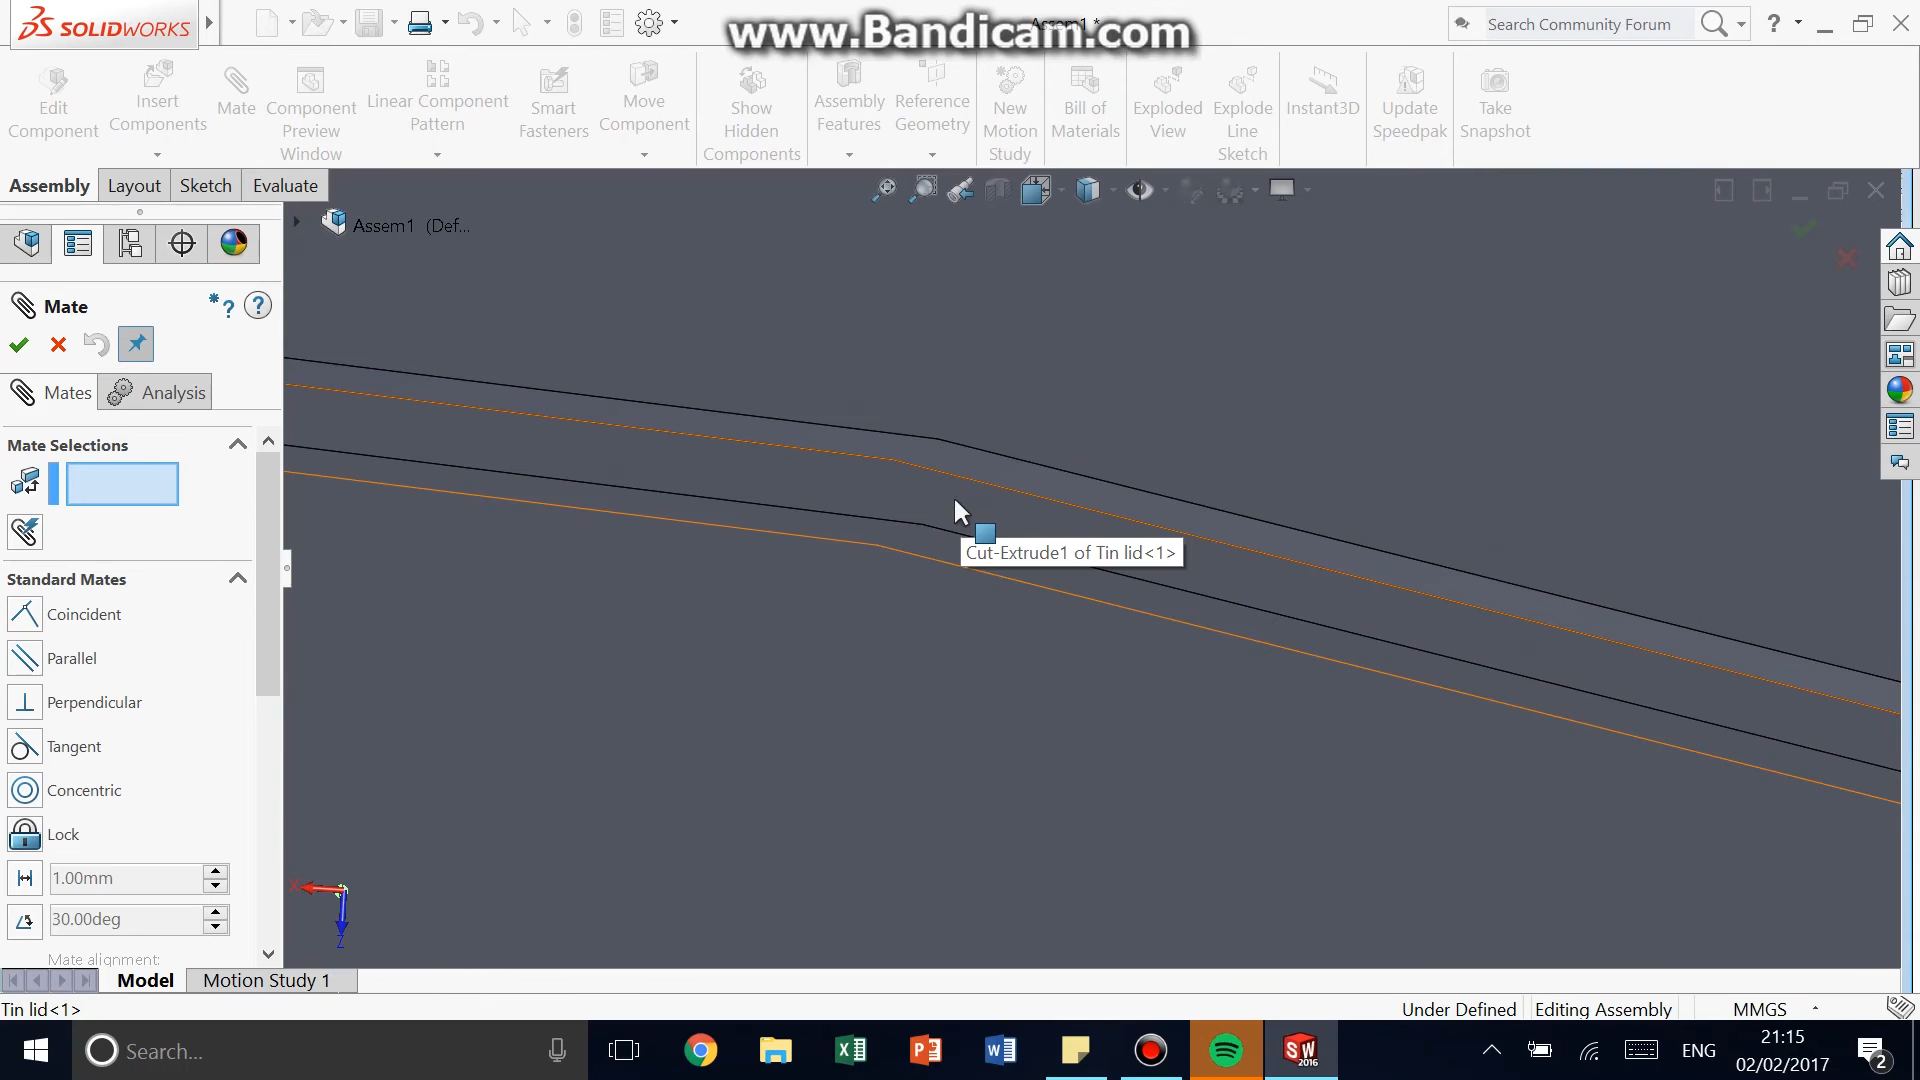 SOLIDWORKS
www.Bandicam.com
Search Community Forum
Edit Component
Insert Components
Mate
Component Preview Window
Linear Component Pattern
Smart Fasteners
Move Component
Show Hidden Components
Assembly Features
Reference Geometry
New Motion Study
Bill of Materials
Exploded View
Explode Line Sketch
Instant3D
Update Speedpak
Take Snapshot
Assembly
Layout
Sketch
Evaluate
Assem1 (Def...
Mate
Mates
Analysis
Mate Selections
Standard Mates
Coincident
Parallel
Perpendicular
Tangent
Concentric
Lock
1.00mm
30.00deg
Mate alignment:
Cut-Extrude1 of Tin lid<1>
X
Z
Model
Motion Study 1
Tin lid<1>
Under Defined
Editing Assembly
MMGS
Search...
SW 2016
ENG
21:15
02/02/2017
2